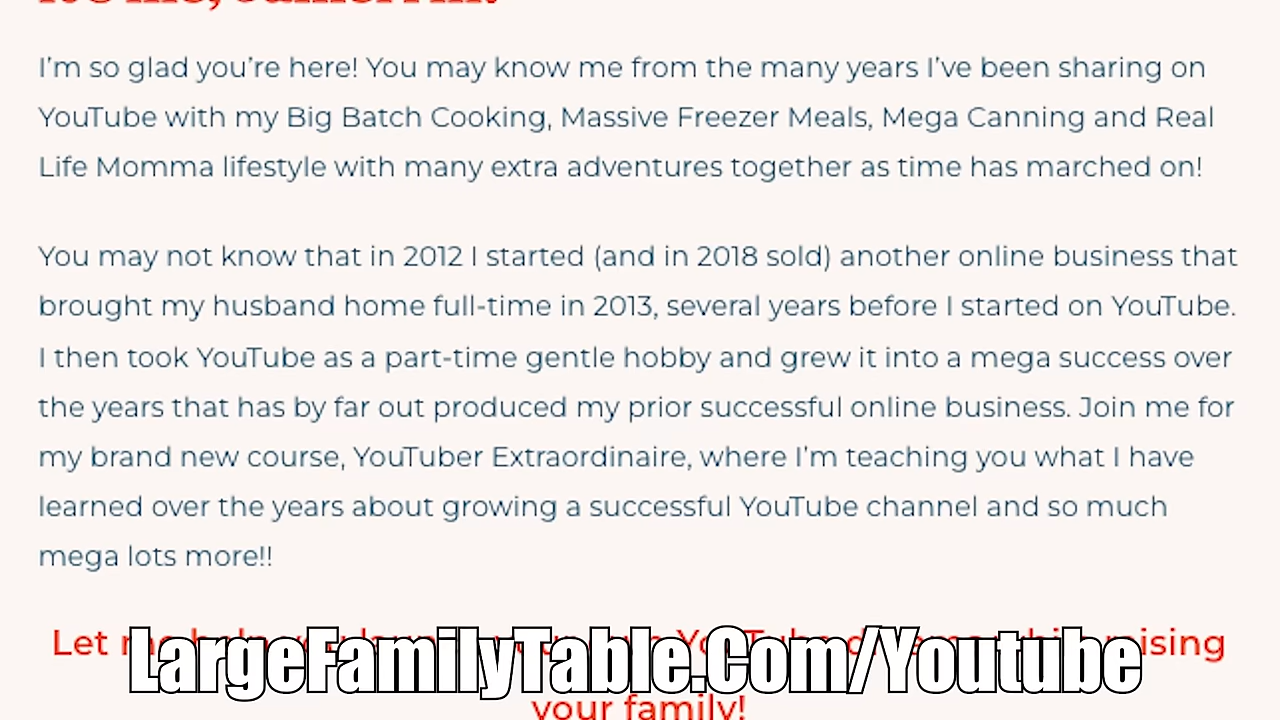 I'm so glad you're here! You may know me from the many years I've been sharing on
YouTube with my Big Batch Cooking, Massive Freezer Meals, Mega Canning and Real
Life Momma lifestyle with many extra adventures together as time has marched on!
You may not know that in 2012 I started (and in 2018 sold) another online business that
brought my husband home full-time in 2013, several years before I started on YouTube.
I then took YouTube as a part-time gentle hobby and grew it into a mega success over
the years that has by far out produced my prior successful online business. Join me for
my brand new course, YouTuber Extraordinaire, where I'm teaching you what I have
learned over the years about growing a successful YouTube channel and so much
mega lots more!!
Let
LargeFamilyTable.Com/Youtube
your family!